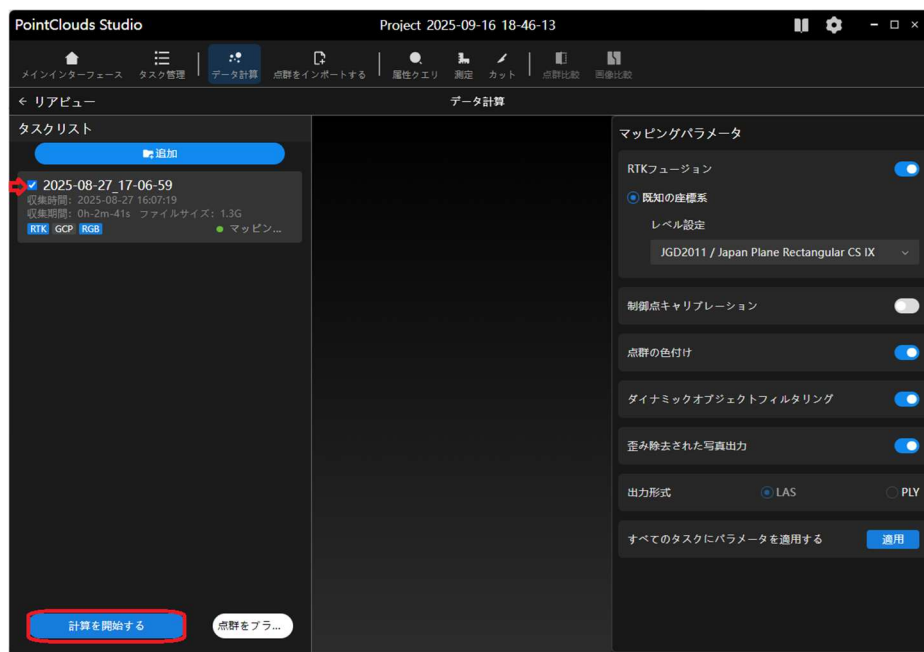 PointClouds Studio
Project 2025-09-16 18-46-13
メインインターフェース
タスク管理
データ計算
点群をインポートする
属性クエリ
測定
カット
点群比較
画像比較
リアビュー
データ計算
タスクリスト
追加
2025-08-27_17-06-59
収集時間: 2025-08-27 16:07:19
収集期間: 0h-2m-41s ファイルサイズ: 1.3G
RTK GCP RGB
マッピン...
計算を開始する
点群をブラ...
マッピングパラメータ
RTKフュージョン
既知の座標系
レベル設定
JGD2011 / Japan Plane Rectangular CS IX
制御点キャリブレーション
点群の色付け
ダイナミックオブジェクトフィルタリング
歪み除去された写真出力
出力形式 LAS PLY
すべてのタスクにパラメータを適用する 適用